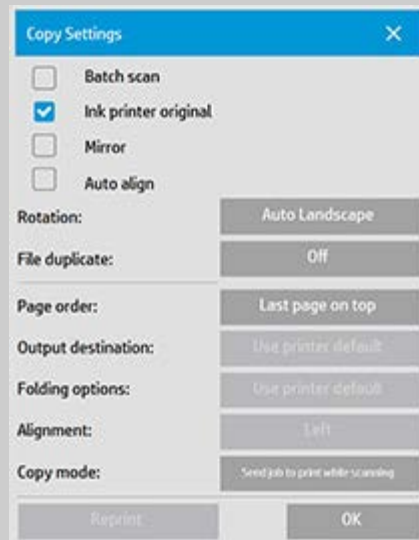 Copy Settings
Batch scan
Ink printer original
Mirror
Auto align
Rotation: Auto Landscape
File duplicate: Off
Page order: Last page on top
Output destination: Use printer default
Folding options: Use printer default
Alignment: Left
Copy mode: Send job to print while scanning
Reprint OK